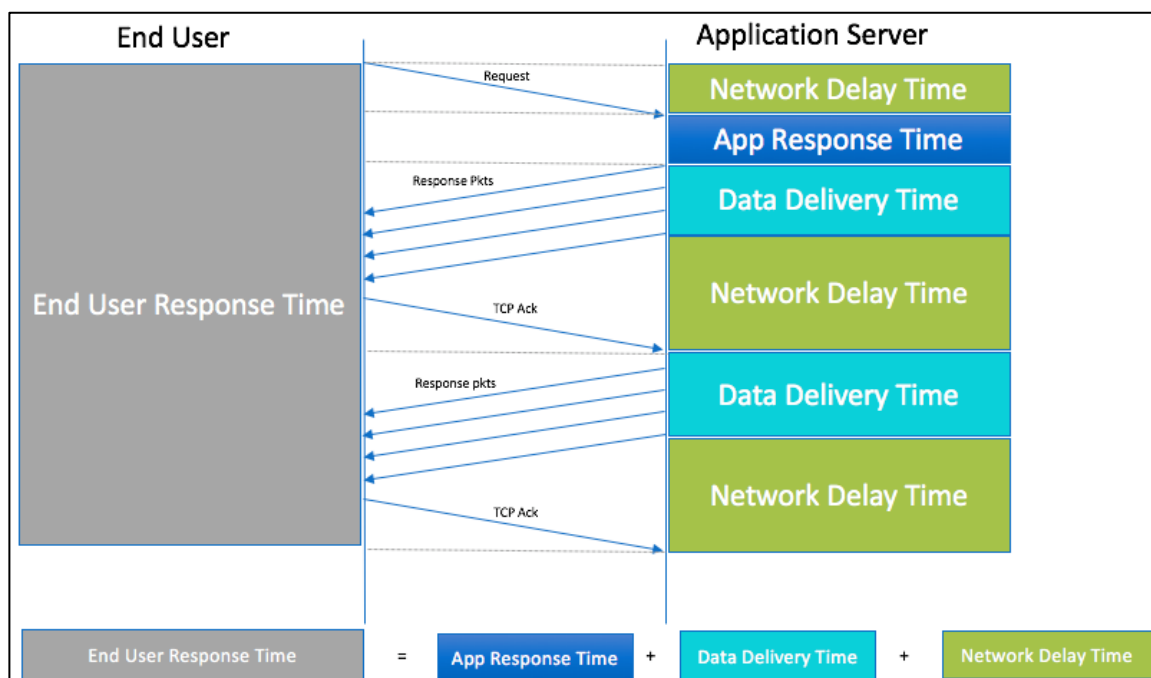 End User
Application Server
Request
Network Delay Time
App Response Time
Response Pkts
Data Delivery Time
End User Response Time
Network Delay Time
TCP Ack
Response pkts
Data Delivery Time
Network Delay Time
TCP Ack
End User Response Time = App Response Time + Data Delivery Time + Network Delay Time